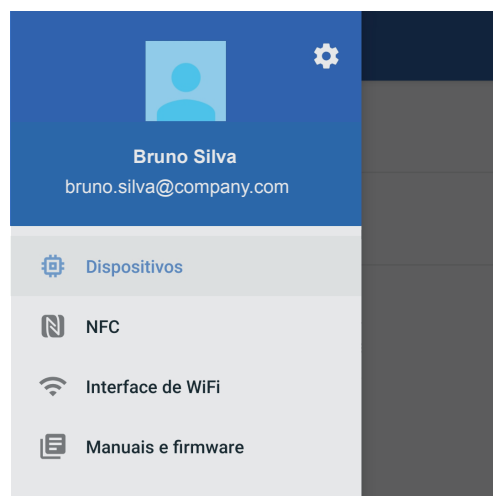 Bruno Silva
bruno.silva@company.com
Dispositivos
NFC
Interface de WiFi
Manuais e firmware